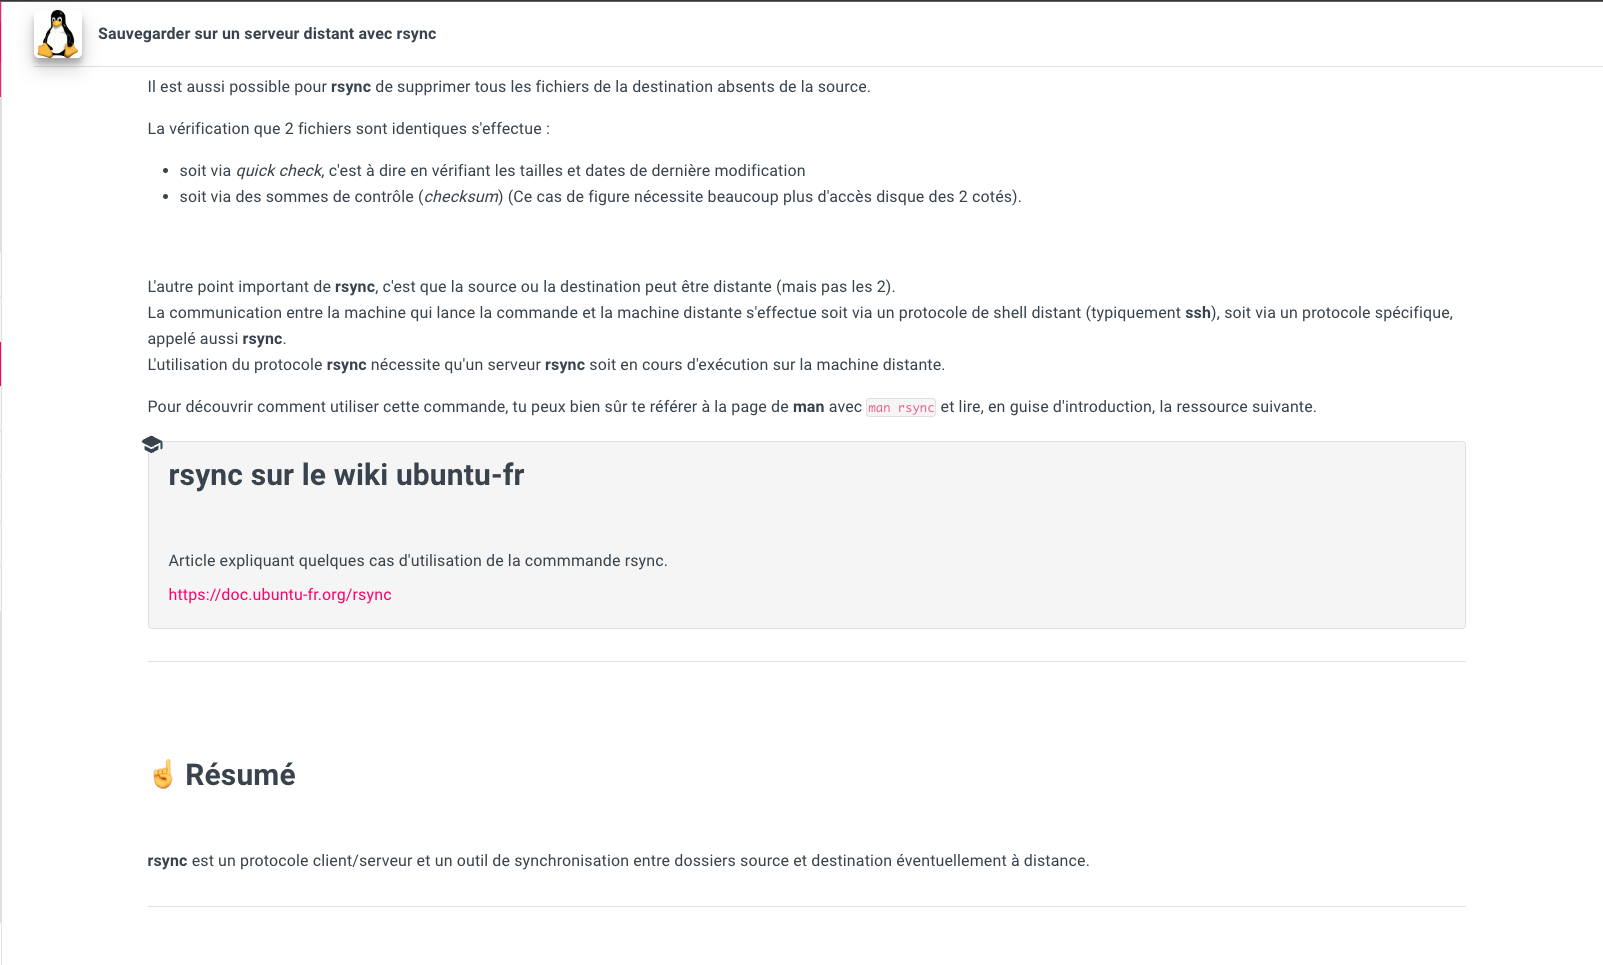 Sauvegarder sur un serveur distant avec rsync
Il est aussi possible pour rsync de supprimer tous les fichiers de la destination absents de la source.
La vérification que 2 fichiers sont identiques s'effectue :
• soit via quick check, c'est à dire en vérifiant les tailles et dates de dernière modification
• soit via des sommes de contrôle (checksum) (Ce cas de figure nécessite beaucoup plus d'accès disque des 2 cotés).
L'autre point important de rsync, c'est que la source ou la destination peut être distante (mais pas les 2).
La communication entre la machine qui lance la commande et la machine distante s'effectue soit via un protocole de shell distant (typiquement ssh), soit via un protocole spécifique,
appelé aussi rsync.
L'utilisation du protocole rsync nécessite qu'un serveur rsync soit en cours d'exécution sur la machine distante.
Pour découvrir comment utiliser cette commande, tu peux bien sûr te référer à la page de man avec man rsync et lire, en guise d'introduction, la ressource suivante.
rsync sur le wiki ubuntu-fr
Article expliquant quelques cas d'utilisation de la commmande rsync.
https://doc.ubuntu-fr.org/rsync
☝️ Résumé
rsync est un protocole client/serveur et un outil de synchronisation entre dossiers source et destination éventuellement à distance.